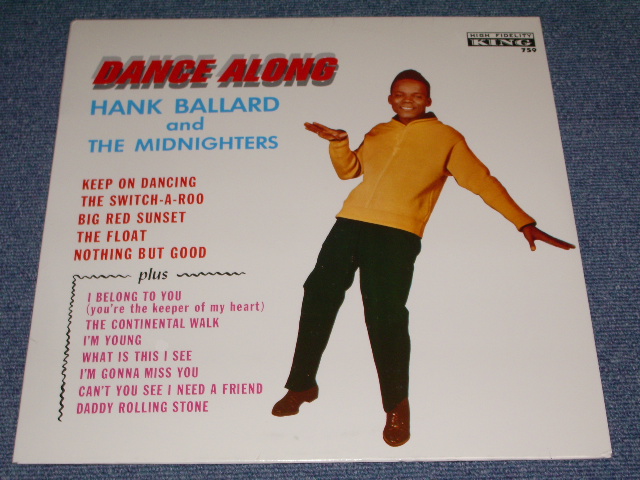 HIGH FIDELITY
KING
759
DANCE ALONG
HANK BALLARD
and
THE MIDNIGHTERS
KEEP ON DANCING
THE SWITCH-A-ROO
BIG RED SUNSET
THE FLOAT
NOTHING BUT GOOD
plus
I BELONG TO YOU
(you're the keeper of my heart)
THE CONTINENTAL WALK
I'M YOUNG
WHAT IS THIS I SEE
I'M GONNA MISS YOU
CAN'T YOU SEE I NEED A FRIEND
DADDY ROLLING STONE